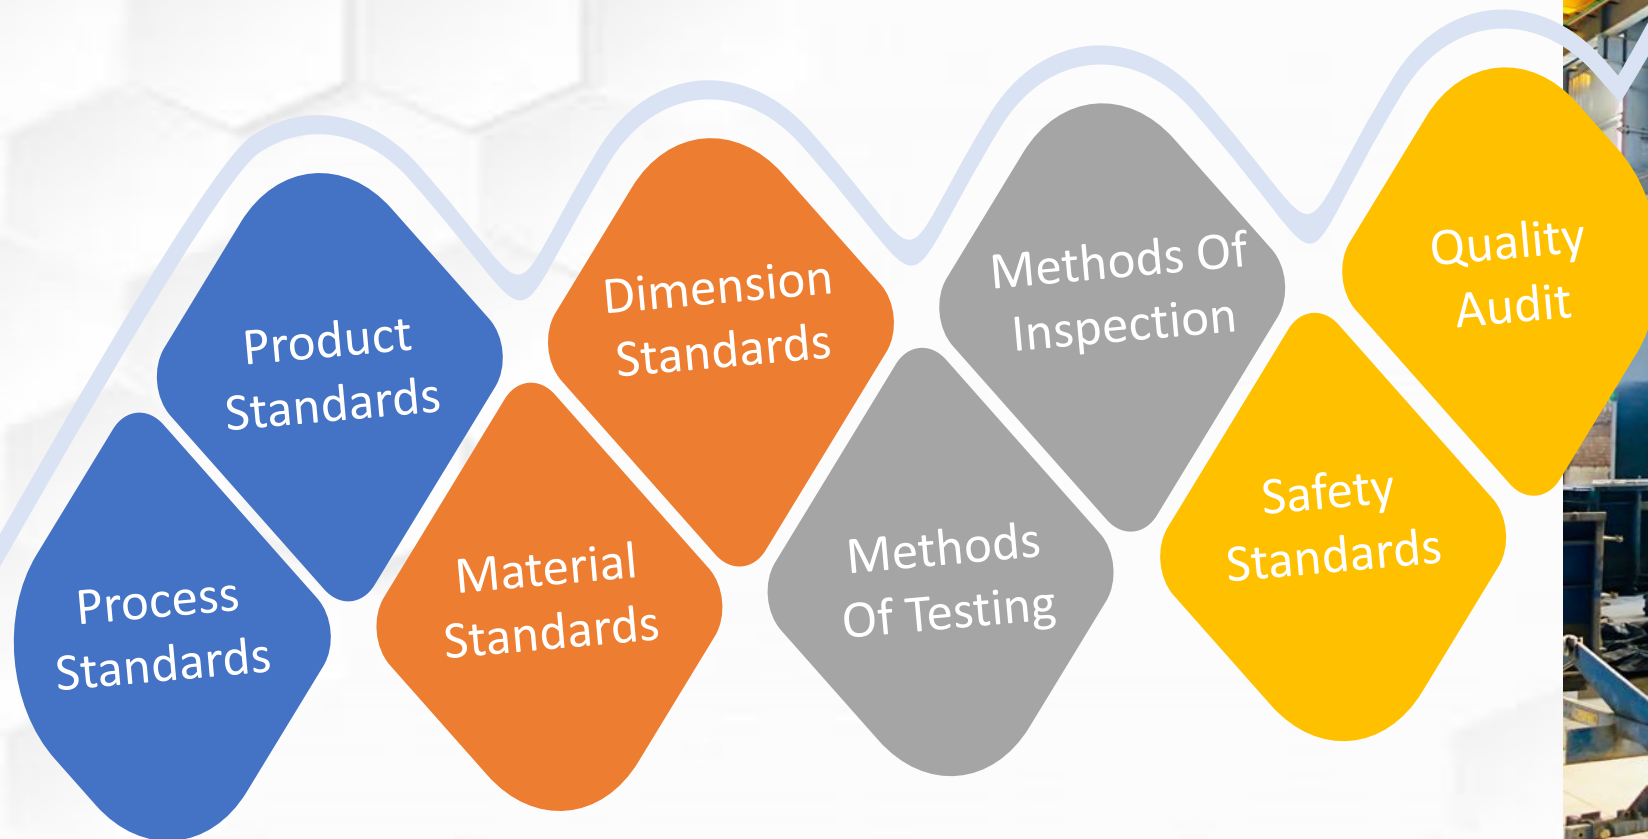 Process
Standards
Product
Standards
Material
Standards
Dimension
Standards
Methods
Of Testing
Methods Of
Inspection
Safety
Standards
Quality
Audit